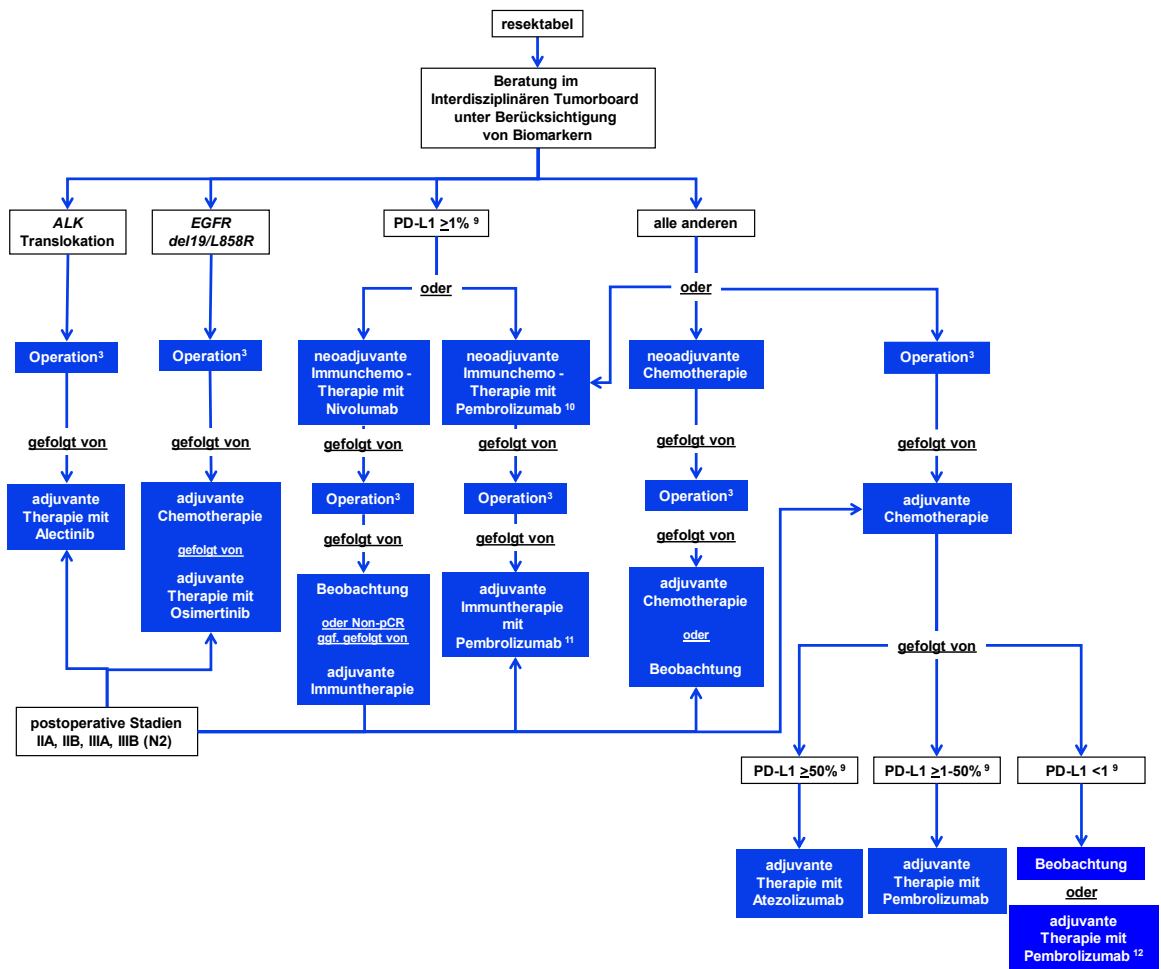 resektabel
Beratung im
Interdisziplinären Tumorboard
unter Berücksichtigung
von Biomarkern
ALK
Translokation
EGFR
del19/L858R
PD-L1 ≥1% ⁹
alle anderen
oder
oder
Operation³
Operation³
neoadjuvante
Immunchemo -
Therapie mit
Nivolumab
neoadjuvante
Immunchemo -
Therapie mit
Pembrolizumab ¹⁰
neoadjuvante
Chemotherapie
Operation³
gefolgt von
gefolgt von
gefolgt von
gefolgt von
gefolgt von
gefolgt von
adjuvante
Therapie mit
Alectinib
adjuvante
Chemotherapie
gefolgt von
adjuvante
Therapie mit
Osimertinib
Operation³
Operation³
Operation³
adjuvante
Chemotherapie
gefolgt von
gefolgt von
gefolgt von
Beobachtung
oder Non-pCR
ggf. gefolgt von
adjuvante
Immuntherapie
adjuvante
Immuntherapie
mit
Pembrolizumab ¹¹
adjuvante
Chemotherapie
oder
Beobachtung
gefolgt von
postoperative Stadien
IIA, IIB, IIIA, IIIB (N2)
PD-L1 ≥50% ⁹
PD-L1 ≥1-50% ⁹
PD-L1 <1 ⁹
adjuvante
Therapie mit
Atezolizumab
adjuvante
Therapie mit
Pembrolizumab
Beobachtung
oder
adjuvante
Therapie mit
Pembrolizumab ¹²